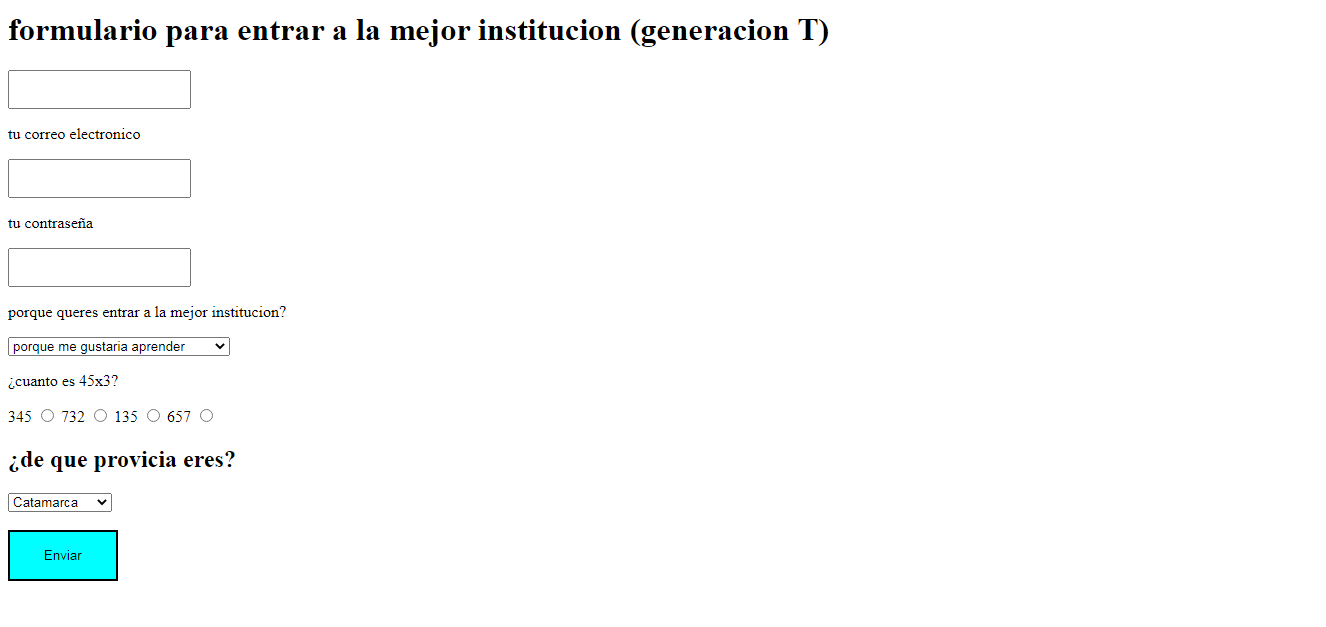 formulario para entrar a la mejor institucion (generacion T)
tu correo electronico
tu contraseña
porque queres entrar a la mejor institucion?
porque me gustaria aprender
¿cuanto es 45x3?
345 732 135 657
¿de que provicia eres?
Catamarca
Enviar